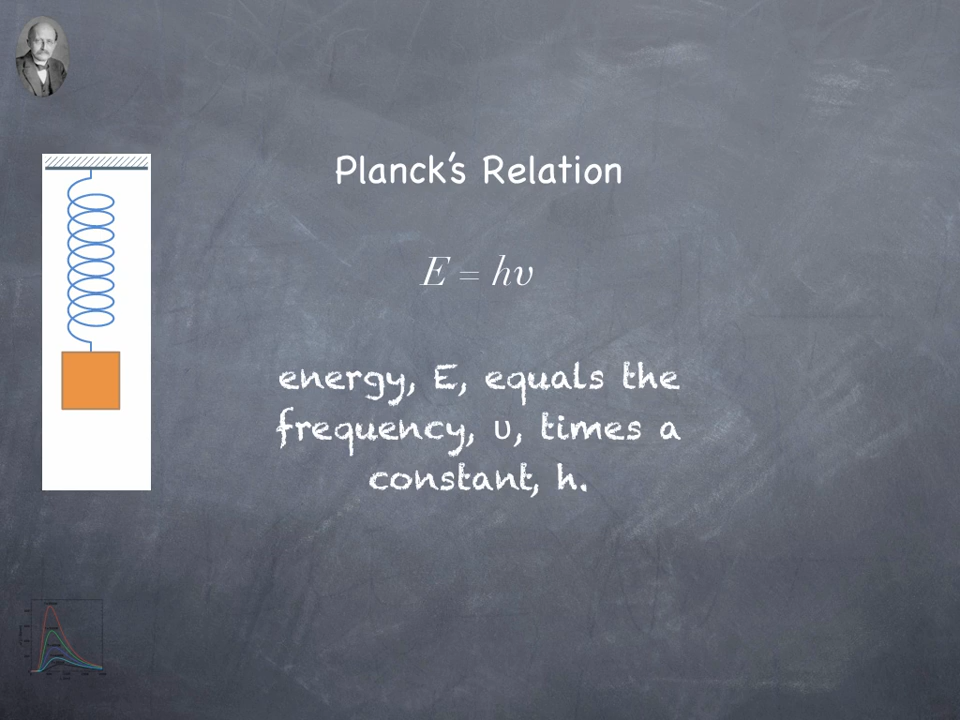 Planck's Relation
E = hυ
energy, E, equals the
frequency, υ, times a
constant, h.